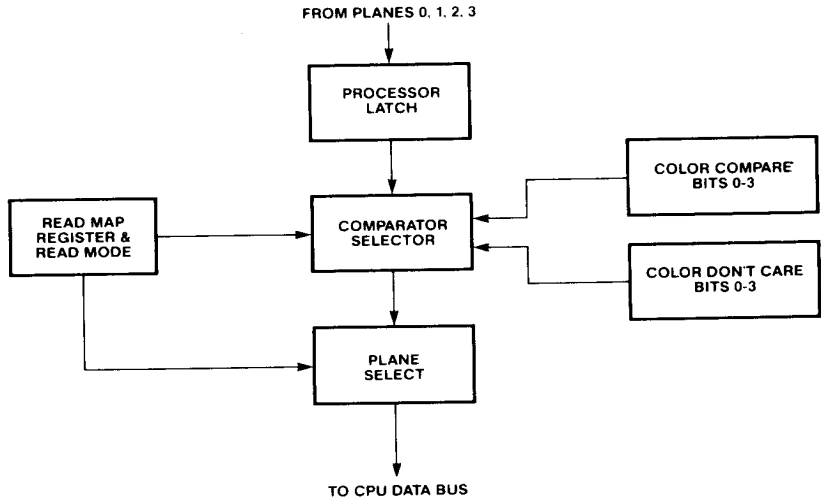 FROM PLANES 0, 1, 2, 3
PROCESSOR
LATCH
COLOR COMPARE
BITS 0-3
READ MAP
REGISTER &
READ MODE
COMPARATOR
SELECTOR
COLOR DON'T CARE
BITS 0-3
PLANE
SELECT
TO CPU DATA BUS